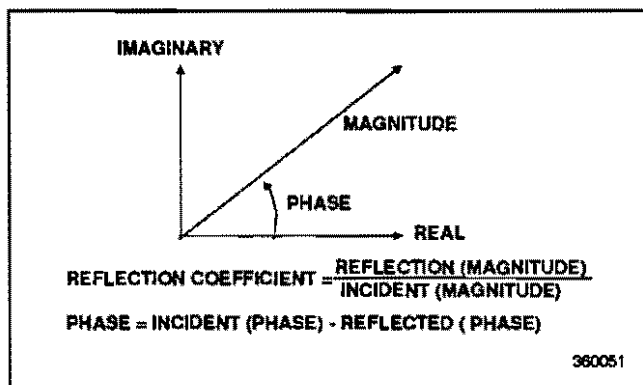 IMAGINARY
MAGNITUDE
PHASE
REAL
REFLECTION COEFFICIENT = REFLECTION (MAGNITUDE)
INCIDENT (MAGNITUDE)
PHASE = INCIDENT (PHASE) - REFLECTED ( PHASE)
360051